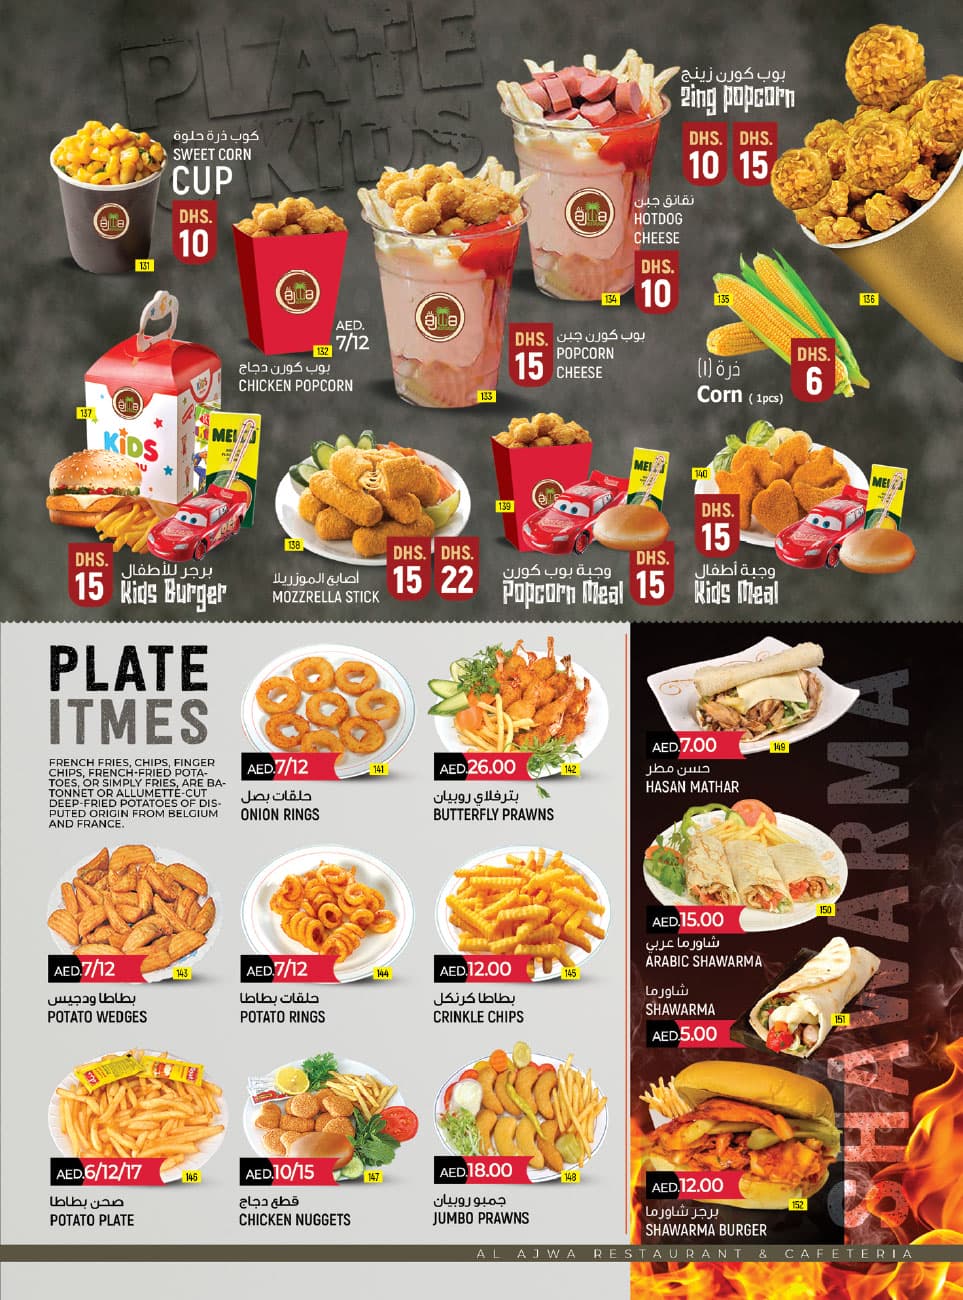 PLATE
KIDS
كوب ذرة حلوة
SWEET CORN
CUP
DHS.
10
131
AED.
7/12
132
بوب كورن دجاج
CHICKEN POPCORN
133
DHS.
15
بوب كورن جبن
POPCORN
CHEESE
بوب كورن زينج
Zing popcorn
DHS.
10
DHS.
15
نقانق جبن
HOTDOG
CHEESE
DHS.
10
134
135
136
ذرة (١)
Corn ( 1pcs)
DHS.
6
137
KIDS
MENU
DHS.
15
برجر للأطفال
Kids Burger
138
أصابع الموزريلا
MOZZRELLA STICK
DHS.
15
DHS.
22
139
وجبة بوب كورن
Popcorn Meal
DHS.
15
140
DHS.
15
وجبة أطفال
Kids Meal
PLATE
ITMES
FRENCH FRIES, CHIPS, FINGER
CHIPS, FRENCH-FRIED POTA-
TOES, OR SIMPLY FRIES, ARE BA-
TONNET OR ALLUMETTE-CUT
DEEP-FRIED POTATOES OF DIS-
PUTED ORIGIN FROM BELGIUM
AND FRANCE.
AED.7/12
141
حلقات بصل
ONION RINGS
AED.26.00
142
بترفلاي روبيان
BUTTERFLY PRAWNS
AED.7/12
143
بطاطا ودجيس
POTATO WEDGES
AED.7/12
144
حلقات بطاطا
POTATO RINGS
AED.12.00
145
بطاطا كرنكل
CRINKLE CHIPS
AED.6/12/17
146
صحن بطاطا
POTATO PLATE
AED.10/15
147
قطع دجاج
CHICKEN NUGGETS
AED.18.00
148
جمبو روبيان
JUMBO PRAWNS
SHAWARMA
AED.7.00
149
حسن مطر
HASAN MATHAR
AED.15.00
150
شاورما عربي
ARABIC SHAWARMA
شاورما
SHAWARMA
AED.5.00
151
AED.12.00
152
برجر شاورما
SHAWARMA BURGER
AL AJWA RESTAURANT & CAFETERIA